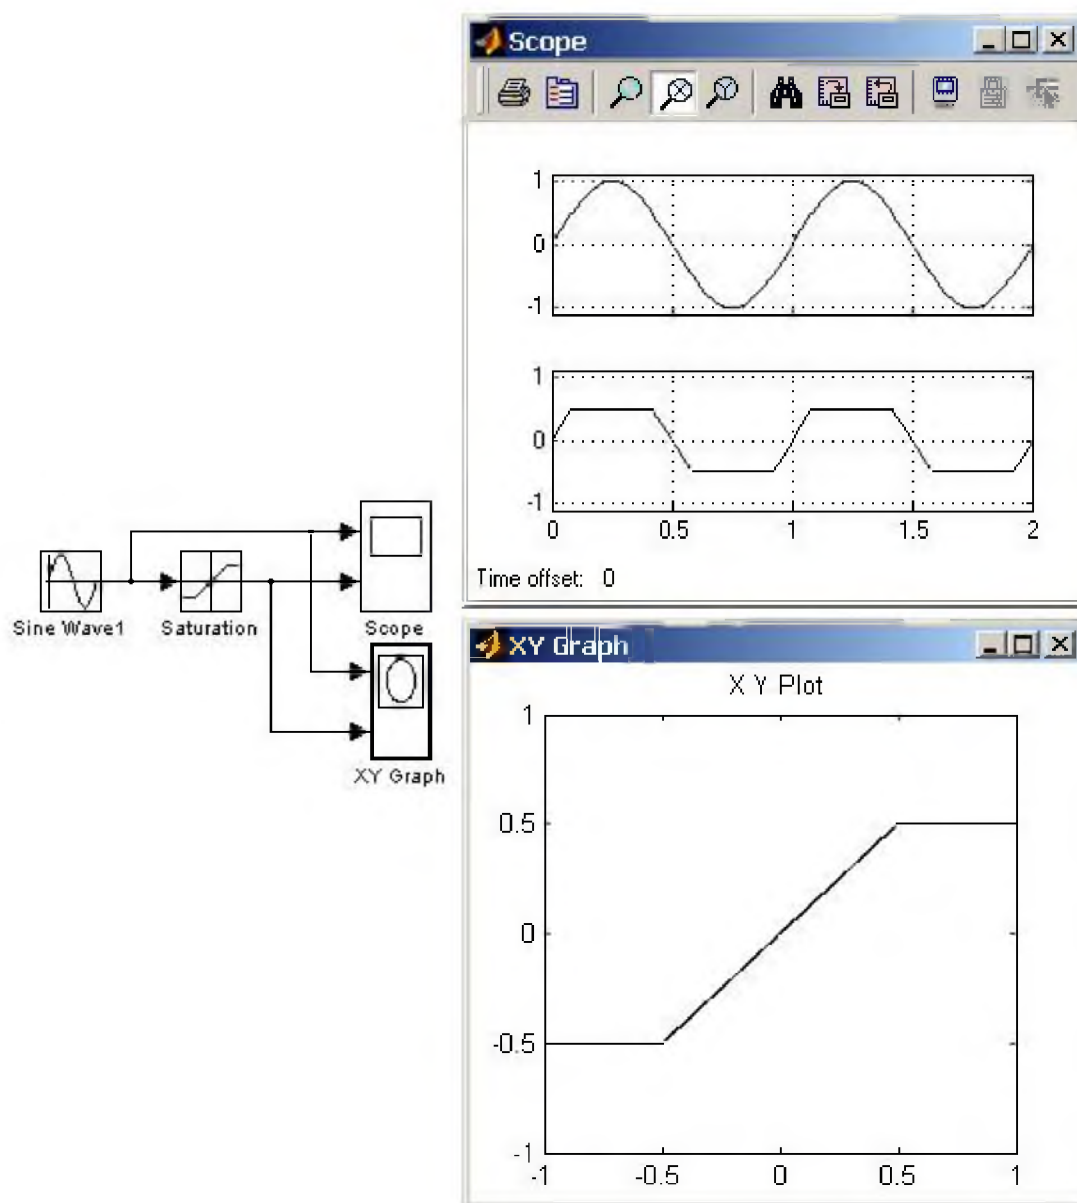 Scope
1
0
-1
1
0
-1
0 0.5 1 1.5 2
Time offset: 0
Sine Wave1 Saturation Scope
XY Graph
XY Graph
X Y Plot
1
0.5
0
-0.5
-1
-1 -0.5 0 0.5 1